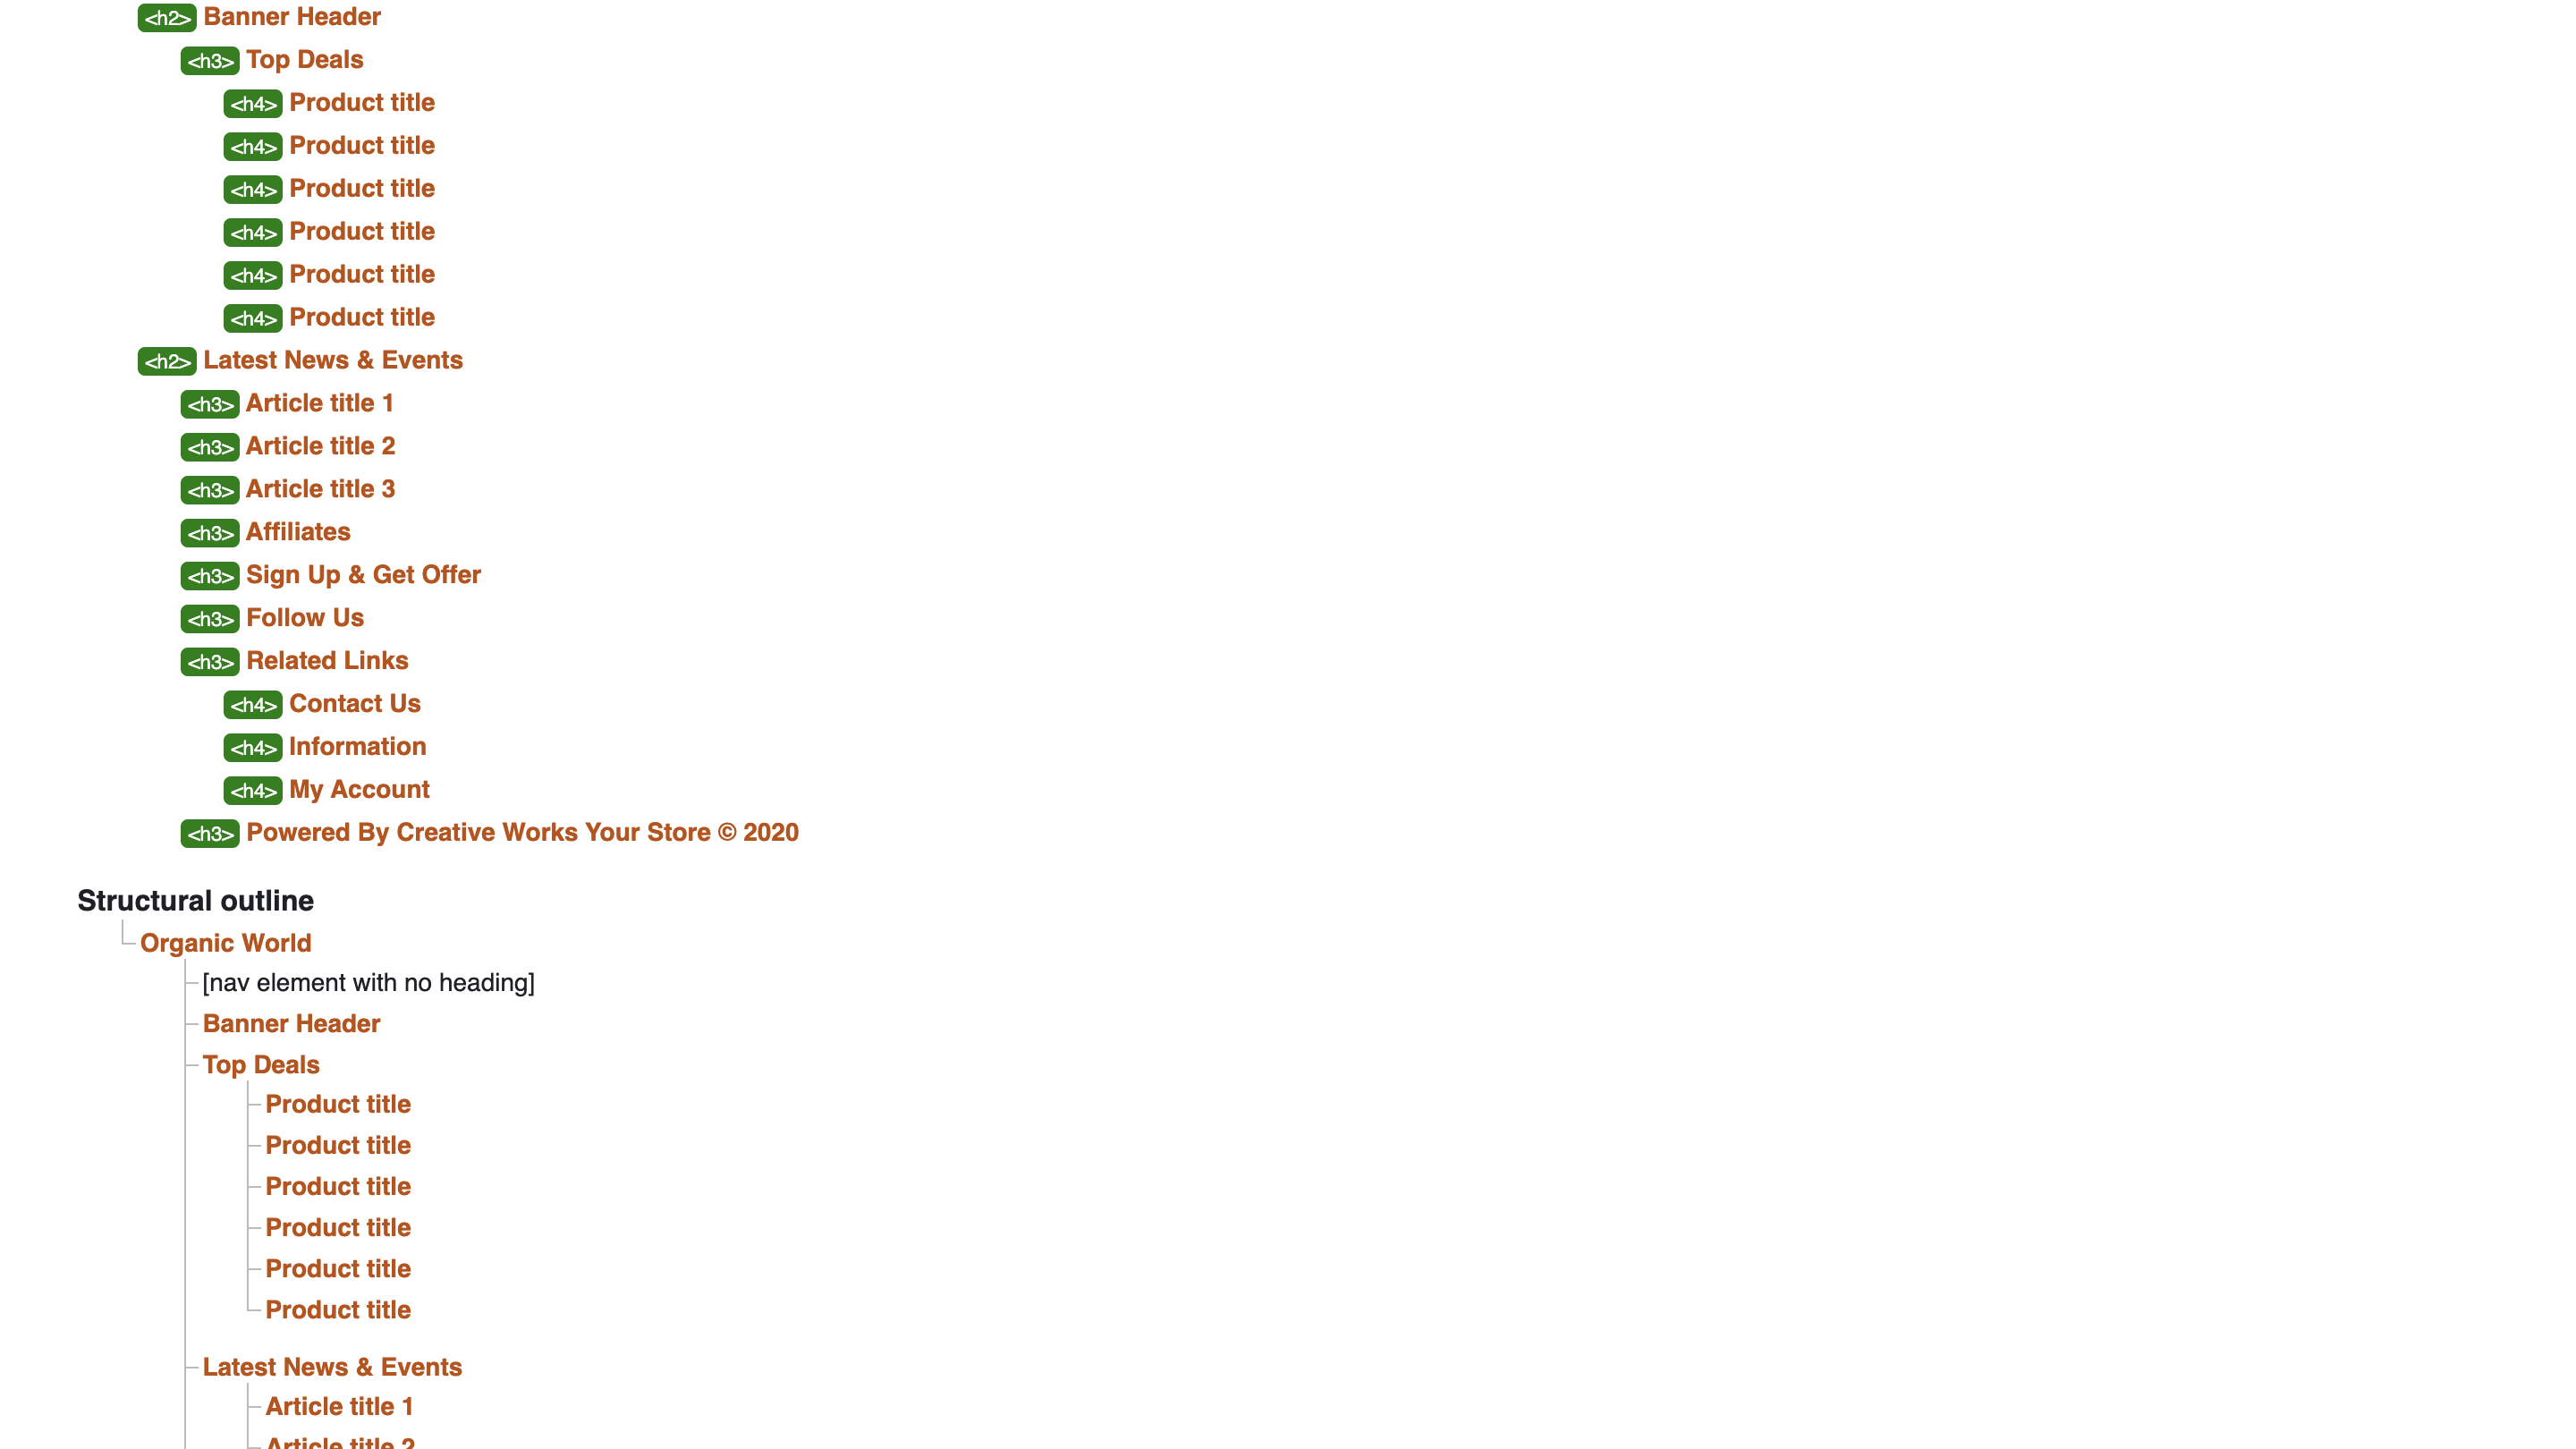 <h2> Banner Header
<h3> Top Deals
<h4> Product title
<h4> Product title
<h4> Product title
<h4> Product title
<h4> Product title
<h4> Product title
<h2> Latest News & Events
<h3> Article title 1
<h3> Article title 2
<h3> Article title 3
<h3> Affiliates
<h3> Sign Up & Get Offer
<h3> Follow Us
<h3> Related Links
<h4> Contact Us
<h4> Information
<h4> My Account
<h3> Powered By Creative Works Your Store © 2020
Structural outline
Organic World
[nav element with no heading]
Banner Header
Top Deals
Product title
Product title
Product title
Product title
Product title
Product title
Latest News & Events
Article title 1
Article title 2